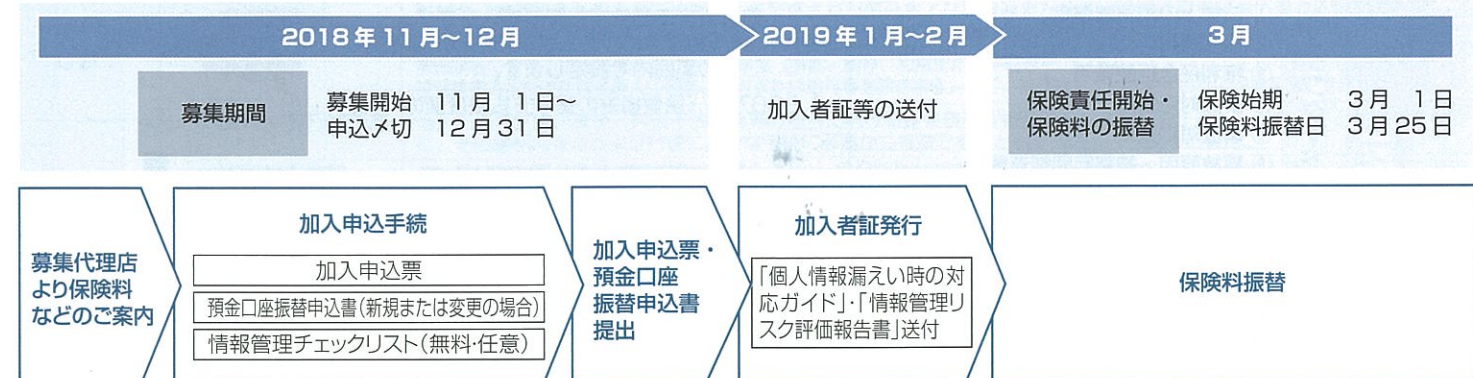 2018年11月~12月
2019年1月~2月
3月
募集期間
募集開始 11月 1日~
申込〆切 12月31日
加入者証等の送付
保険責任開始・
保険料の振替
保険始期 3月 1日
保険料振替日 3月25日
募集代理店
より保険料
などのご案内
加入申込手続
加入申込票
預金口座振替申込書(新規または変更の場合)
情報管理チェックリスト(無料・任意)
加入申込票・
預金口座
振替申込書
提出
加入者証発行
「個人情報漏えい時の対
応ガイド」・「情報管理リ
スク評価報告書」送付
保険料振替